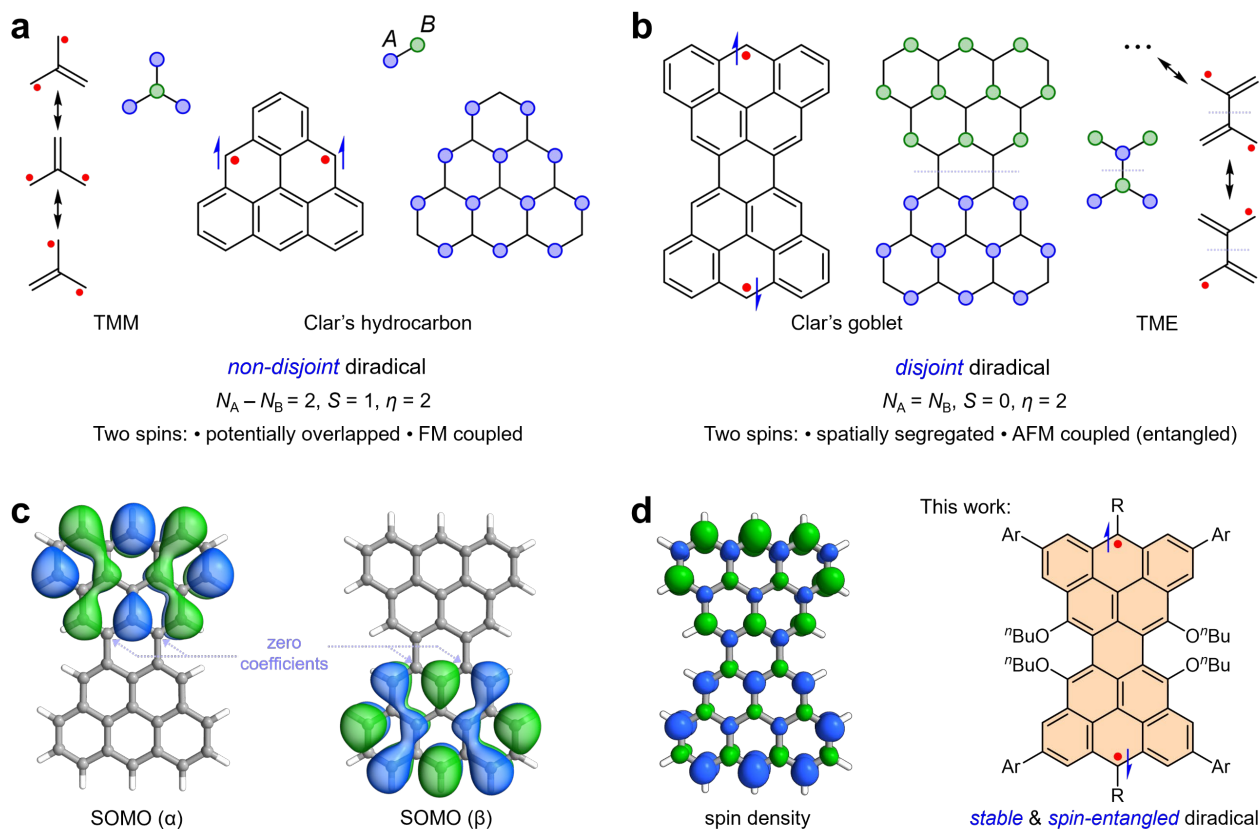 a
A
B
TMM
Clar's hydrocarbon
non-disjoint diradical
N_A – N_B = 2, S = 1, η = 2
Two spins: • potentially overlapped • FM coupled
b
...
Clar's goblet
TME
disjoint diradical
N_A = N_B, S = 0, η = 2
Two spins: • spatially segregated • AFM coupled (entangled)
c
zero
coefficients
SOMO (α)
SOMO (β)
d
spin density
This work:
R
Ar
Ar
ⁿBuO
OⁿBu
ⁿBuO
OⁿBu
Ar
Ar
R
stable & spin-entangled diradical